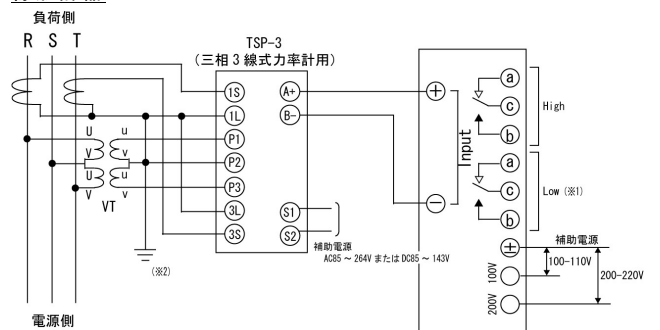 負荷側
R S T
TSP-3
(三相3線式力率計用)
1S
1L
P1
P2
P3
3L
3S
A+
B-
S1
S2
U
V
U
V
u
v
u
v
VT
(※2)
補助電源
AC85 ～ 264V または DC85 ～ 143V
+
−
Input
a
c
b
High
a
c
b
Low (※1)
±
補助電源
100V
100-110V
200V
200-220V
電源側